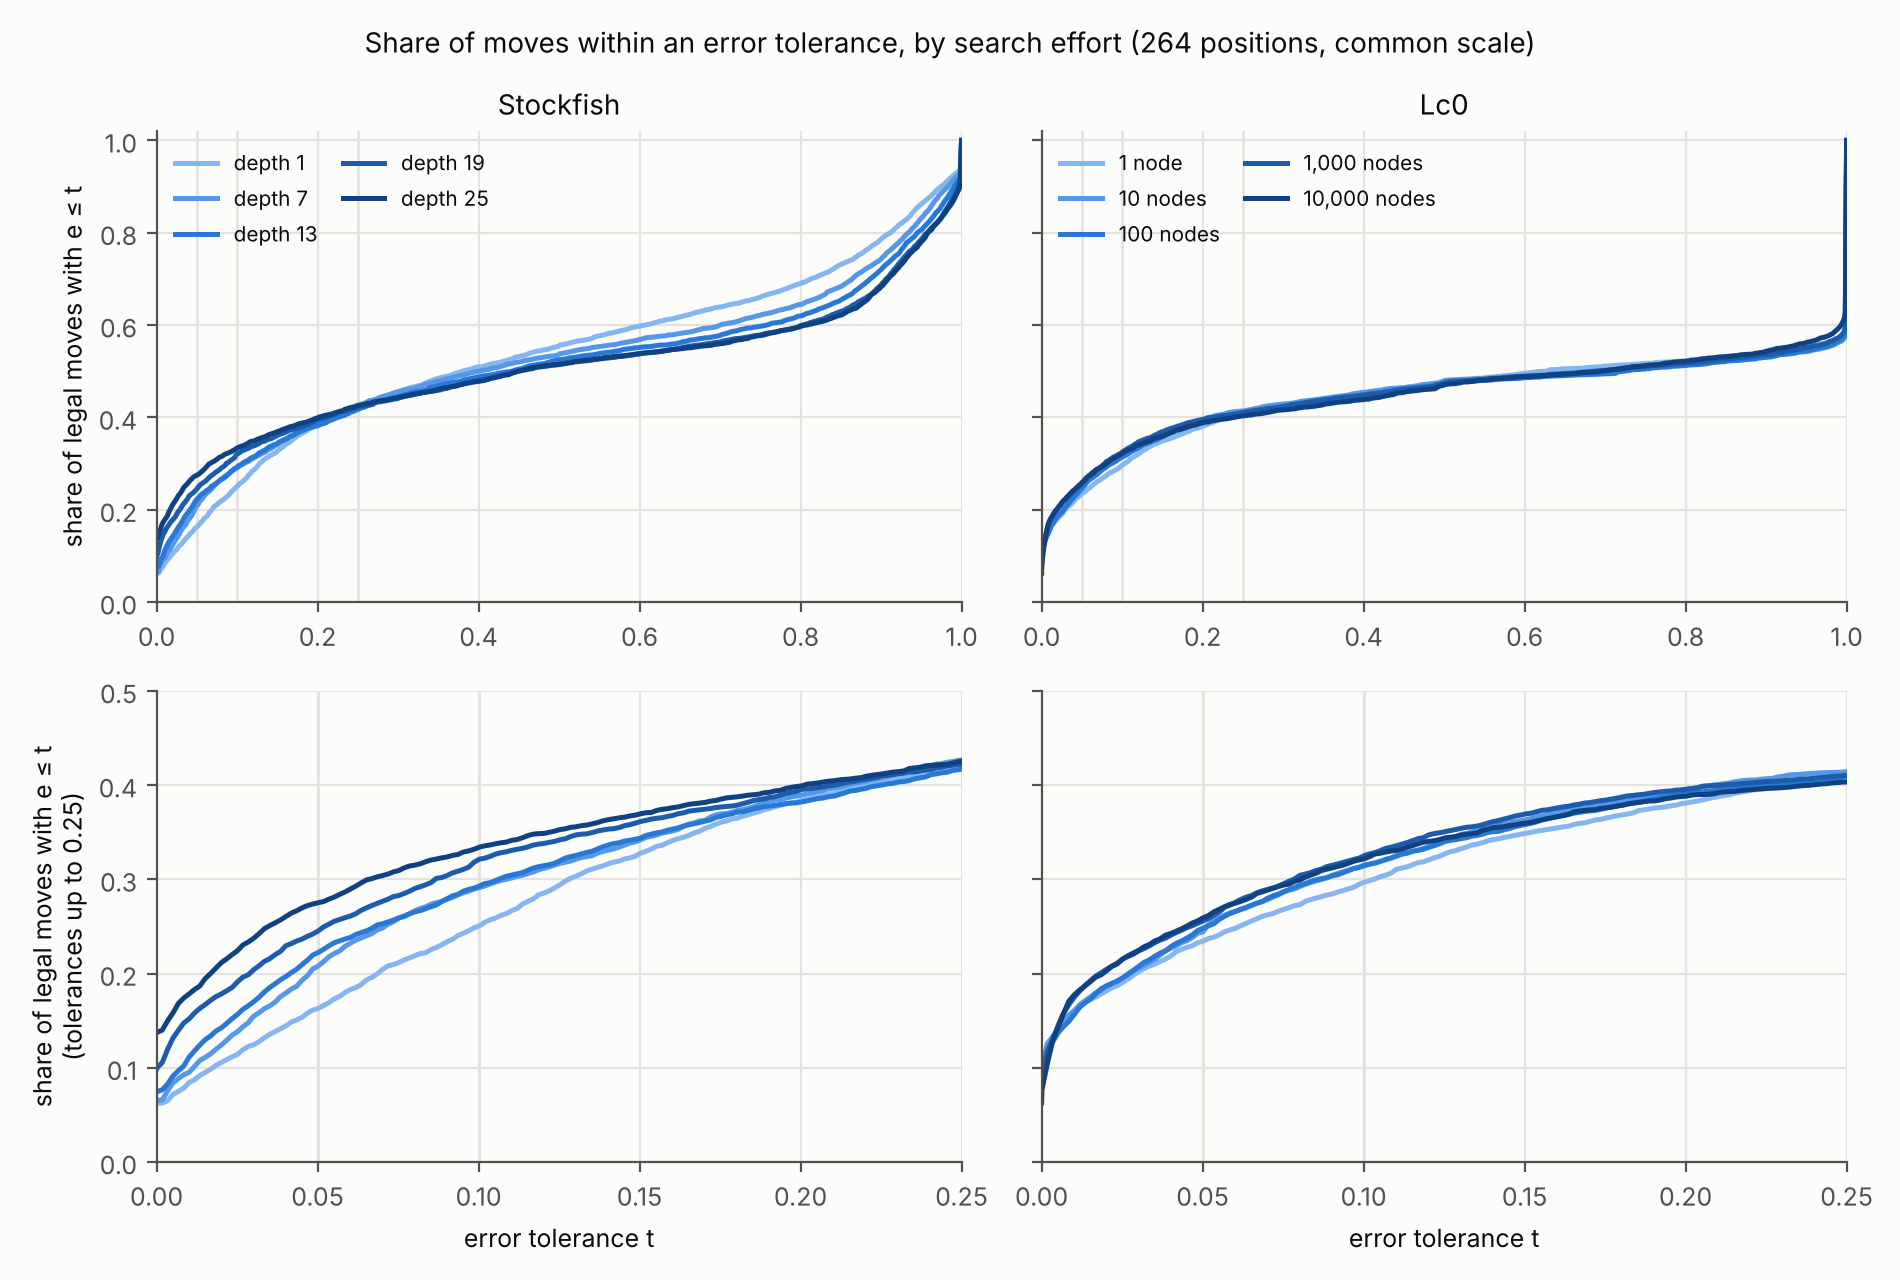 Share of moves within an error tolerance, by search effort (264 positions, common scale)
Stockfish
share of legal moves with e ≤ t
1.0
0.8
0.6
0.4
0.2
0.0
depth 1
depth 7
depth 13
depth 19
depth 25
0.0 0.2 0.4 0.6 0.8 1.0
Lc0
1 node
10 nodes
100 nodes
1,000 nodes
10,000 nodes
0.0 0.2 0.4 0.6 0.8 1.0
share of legal moves with e ≤ t
(tolerances up to 0.25)
0.5
0.4
0.3
0.2
0.1
0.0
0.00 0.05 0.10 0.15 0.20 0.25
error tolerance t
0.00 0.05 0.10 0.15 0.20 0.25
error tolerance t